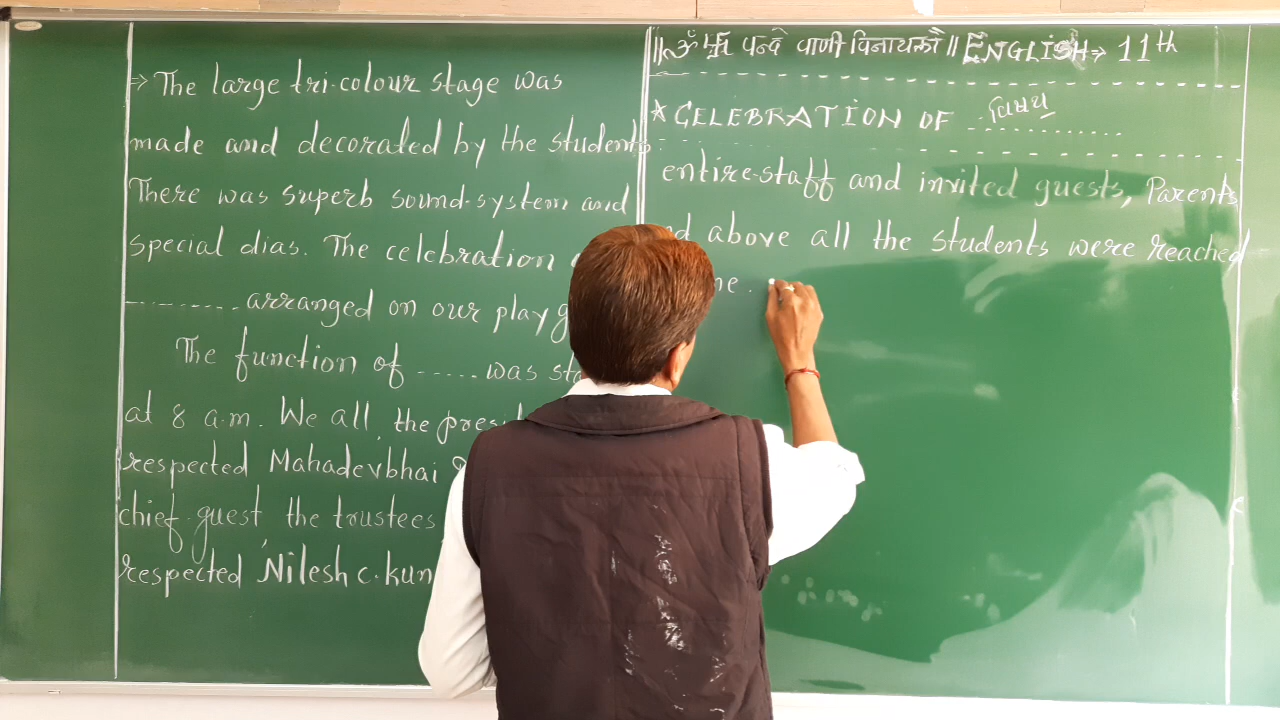 ⇒ The large tri-colour stage was
made and decorated by the students.
There was superb sound-system and
special dias. The celebration
.......... arranged on our play
The function of ...... was
at 8 a.m. We all, the
respected Mahadevbhai
chief-guest the trustees
respected Nilesh c.
॥ ૐ 卐 वन्दे वाणी विनायकौ ॥ ENGLISH ⇒ 11th
* CELEBRATION OF .............. વિષય
entire-staff and invited guests, Parents
above all the students were reached